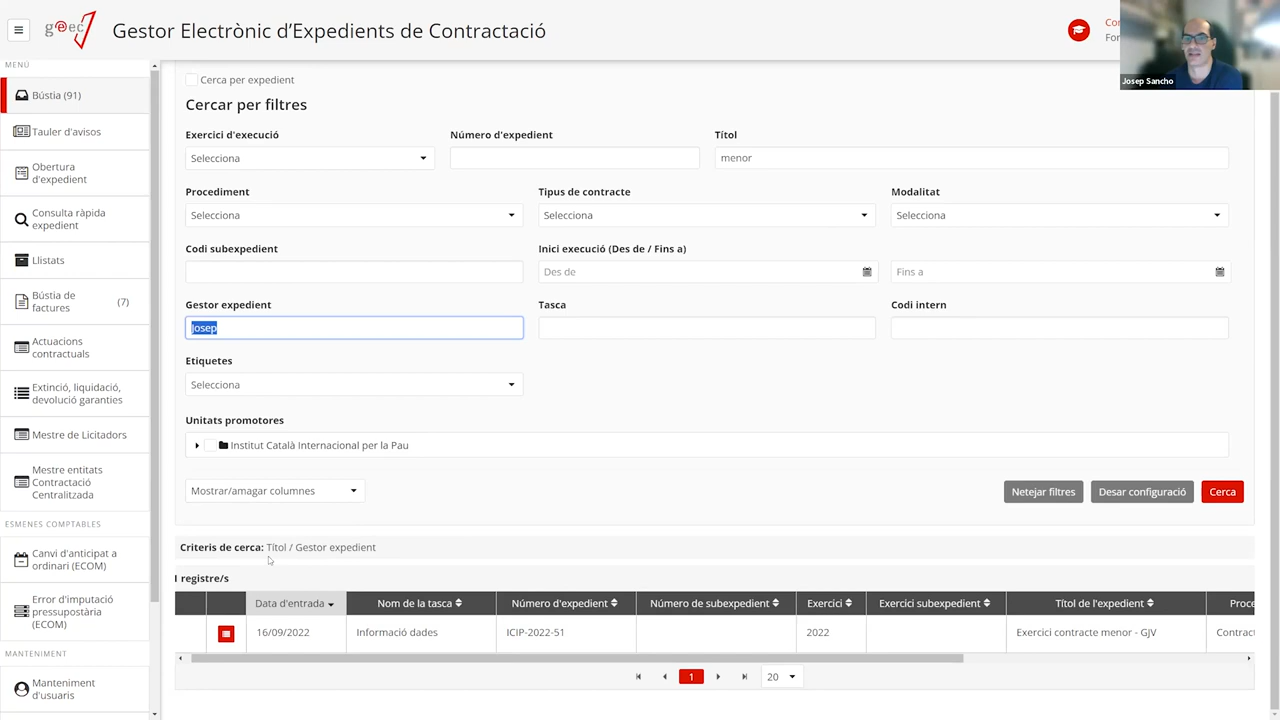 geec
Gestor Electrònic d'Expedients de Contractació
Josep Sancho
MENÚ
Bústia (91)
Tauler d'avisos
Obertura
d'expedient
Consulta ràpida
expedient
Llistats
Bústia de
factures
(7)
Actuacions
contractuals
Extinció, liquidació,
devolució garanties
Mestre de Licitadors
Mestre entitats
Contractació
Centralitzada
ESMENES COMPTABLES
Canvi d'anticipat a
ordinari (ECOM)
Error d'imputació
pressupostària
(ECOM)
MANTENIMENT
Manteniment
d'usuaris
Cerca per expedient
Cercar per filtres
Exercici d'execució Número d'expedient Títol
Selecciona menor
Procediment Tipus de contracte Modalitat
Selecciona Selecciona Selecciona
Codi subexpedient Inici execució (Des de / Fins a)
Des de Fins a
Gestor expedient Tasca Codi intern
Josep
Etiquetes
Selecciona
Unitats promotores
Institut Català Internacional per la Pau
Mostrar/amagar columnes Netejar filtres Desar configuració Cerca
Criteris de cerca: Títol / Gestor expedient
1 registre/s
Data d'entrada Nom de la tasca Número d'expedient Número de subexpedient Exercici Exercici subexpedient Títol de l'expedient Proce
16/09/2022 Informació dades ICIP-2022-51 2022 Exercici contracte menor - GJV Contract
1 20